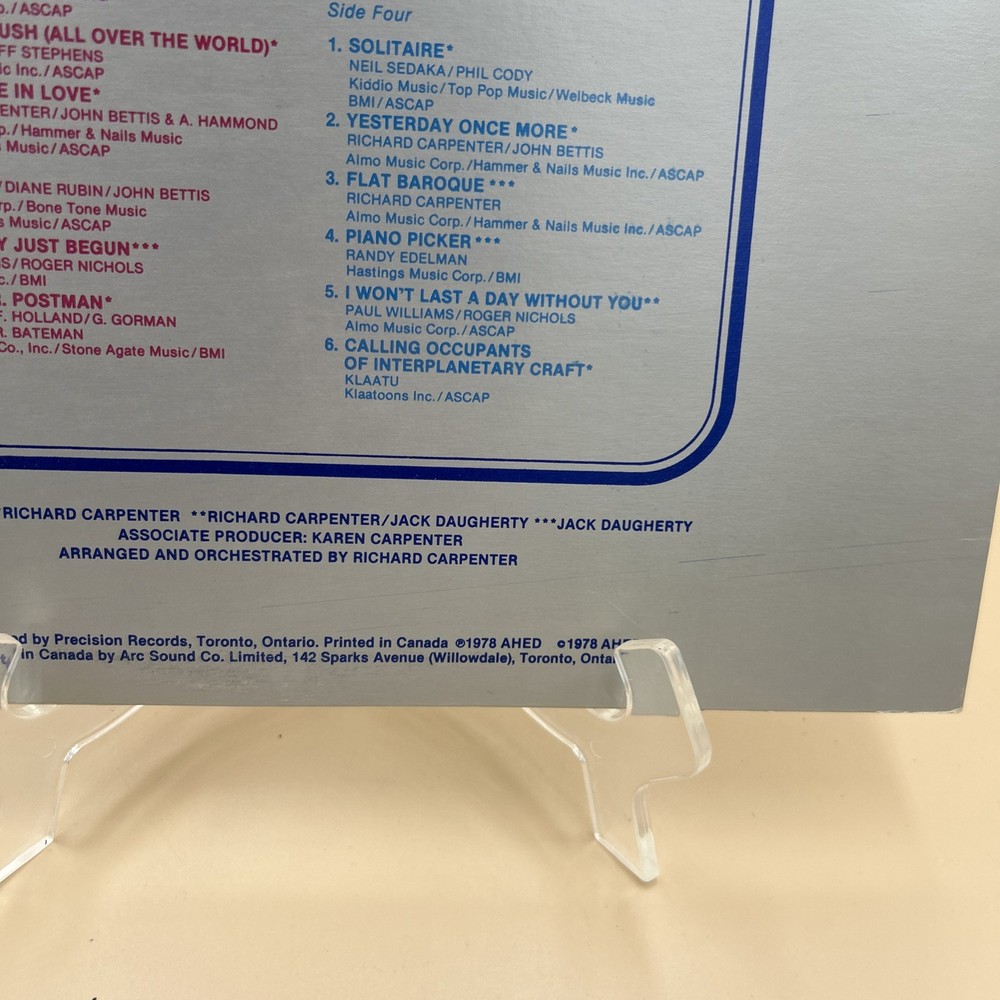 o./ASCAP
USH (ALL OVER THE WORLD)*
FF STEPHENS
ic Inc./ASCAP
E IN LOVE*
ENTER/JOHN BETTIS & A. HAMMOND
p./Hammer & Nails Music
s Music/ASCAP
/DIANE RUBIN/JOHN BETTIS
rp./Bone Tone Music
s Music/ASCAP
Y JUST BEGUN***
S/ROGER NICHOLS
c./BMI
R. POSTMAN*
F. HOLLAND/G. GORMAN
R. BATEMAN
Co., Inc./Stone Agate Music/BMI
Side Four
1. SOLITAIRE*
NEIL SEDAKA/PHIL CODY
Kiddio Music/Top Pop Music/Welbeck Music
BMI/ASCAP
2. YESTERDAY ONCE MORE*
RICHARD CARPENTER/JOHN BETTIS
Almo Music Corp./Hammer & Nails Music Inc./ASCAP
3. FLAT BAROQUE***
RICHARD CARPENTER
Almo Music Corp./Hammer & Nails Music Inc./ASCAP
4. PIANO PICKER***
RANDY EDELMAN
Hastings Music Corp./BMI
5. I WON'T LAST A DAY WITHOUT YOU**
PAUL WILLIAMS/ROGER NICHOLS
Almo Music Corp./ASCAP
6. CALLING OCCUPANTS
OF INTERPLANETARY CRAFT*
KLAATU
Klaatoons Inc./ASCAP
*RICHARD CARPENTER **RICHARD CARPENTER/JACK DAUGHERTY ***JACK DAUGHERTY
ASSOCIATE PRODUCER: KAREN CARPENTER
ARRANGED AND ORCHESTRATED BY RICHARD CARPENTER
ed by Precision Records, Toronto, Ontario. Printed in Canada ℗1978 AHED ©1978 AHE
in Canada by Arc Sound Co. Limited, 142 Sparks Avenue (Willowdale), Toronto, Onta